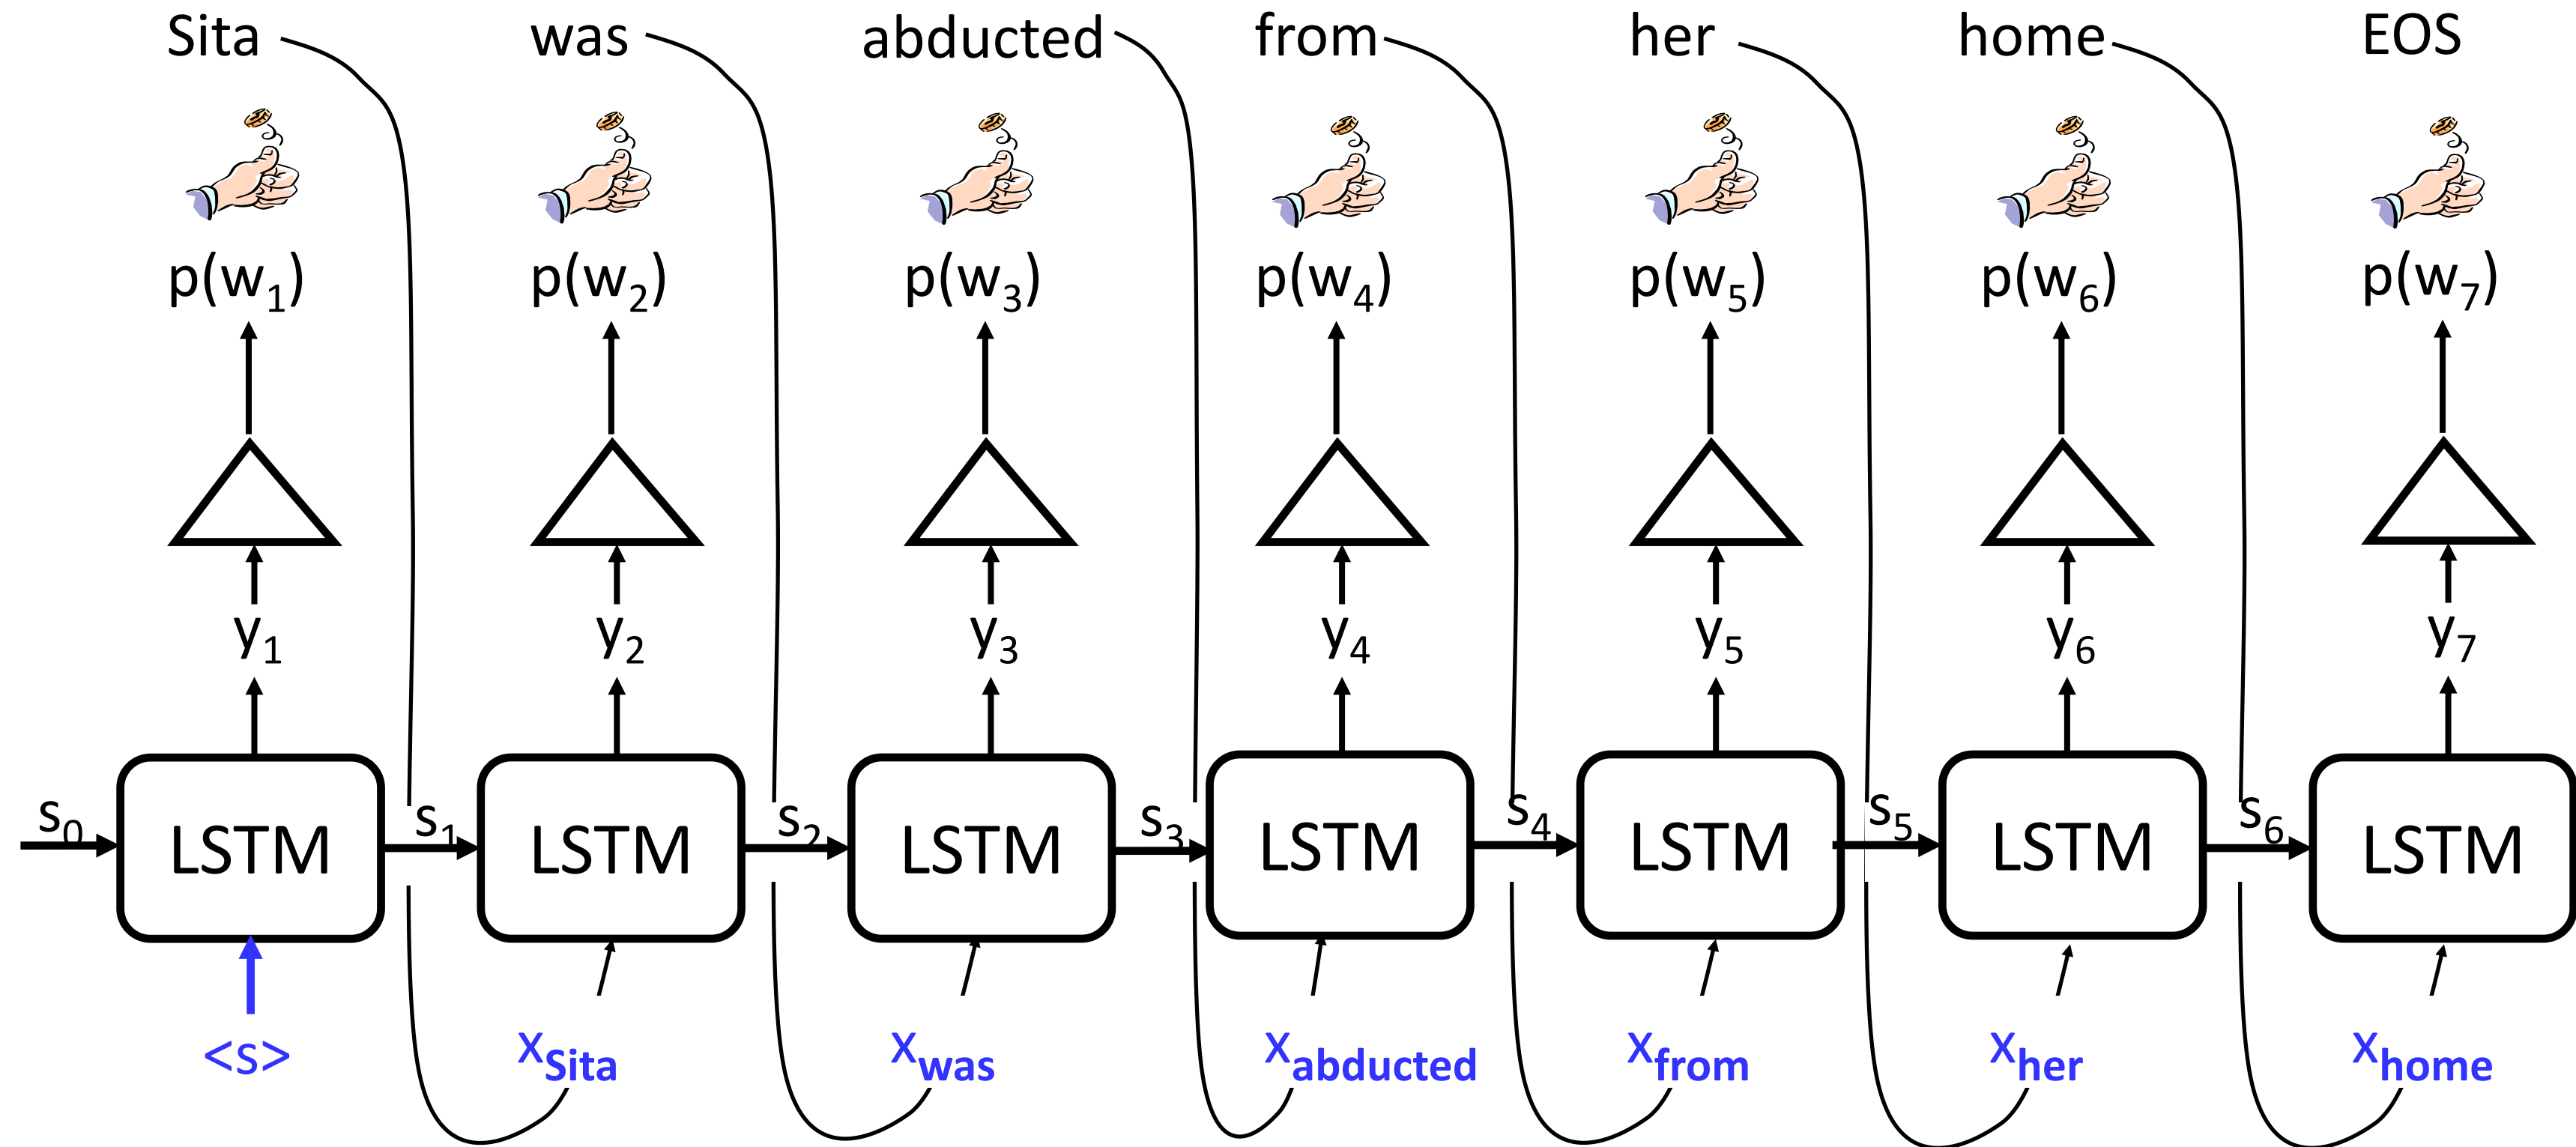 Sita was abducted from her home EOS
p(w1) p(w2) p(w3) p(w4) p(w5) p(w6) p(w7)
y1 y2 y3 y4 y5 y6 y7
s0 LSTM s1 LSTM s2 LSTM s3 LSTM s4 LSTM s5 LSTM s6 LSTM
<s> xSita xwas xabducted xfrom xher xhome